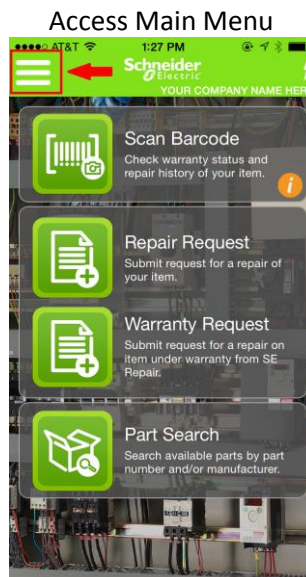 Access Main Menu
AT&T 1:27 PM
Schneider
Electric
YOUR COMPANY NAME HER
Scan Barcode
Check warranty status and
repair history of your item.
i
Repair Request
Submit request for a repair of
your item.
Warranty Request
Submit request for a repair on
item under warranty from SE
Repair.
Part Search
Search available parts by part
number and/or manufacturer.